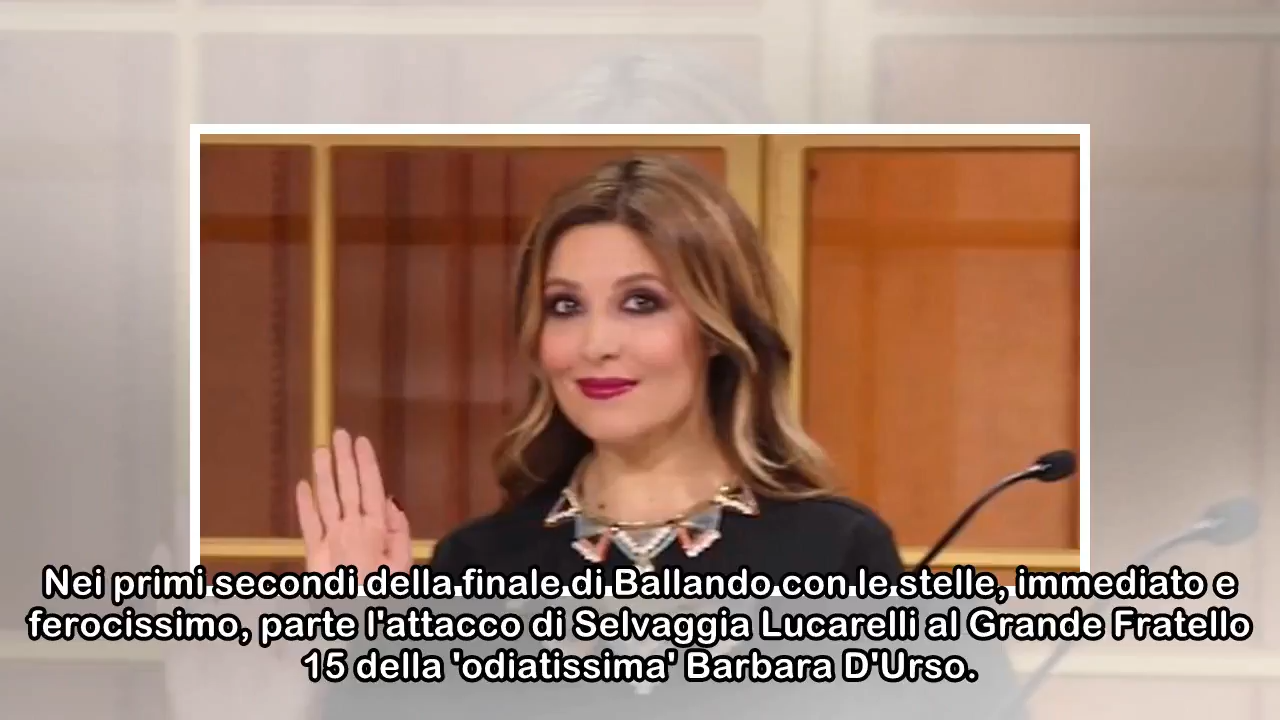 Nei primi secondi della finale di Ballando con le stelle, immediato e
ferocissimo, parte l'attacco di Selvaggia Lucarelli al Grande Fratello
15 della 'odiatissima' Barbara D'Urso.